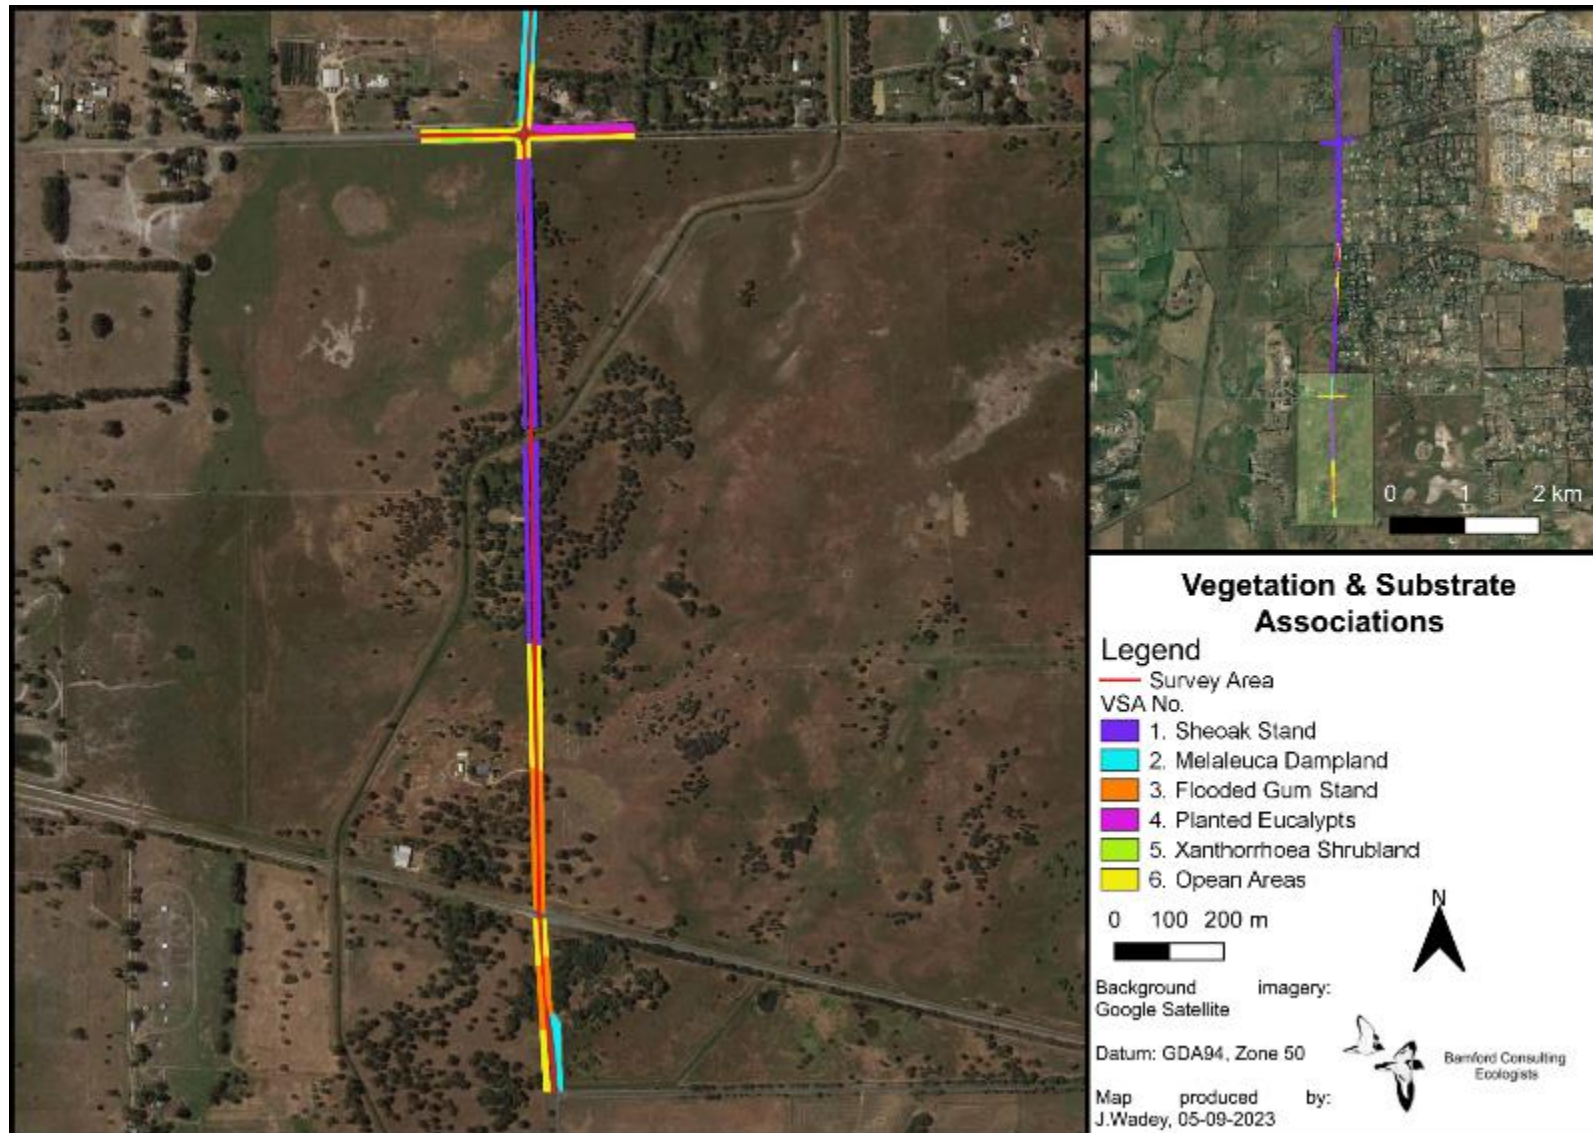 0 1 2 km
Vegetation & Substrate
Associations
Legend
Survey Area
VSA No.
1. Sheoak Stand
2. Melaleuca Dampland
3. Flooded Gum Stand
4. Planted Eucalypts
5. Xanthorrhoea Shrubland
6. Opean Areas
0 100 200 m
N
Background imagery:
Google Satellite
Datum: GDA94, Zone 50
Bamford Consulting
Ecologists
Map produced by:
J.Wadey, 05-09-2023